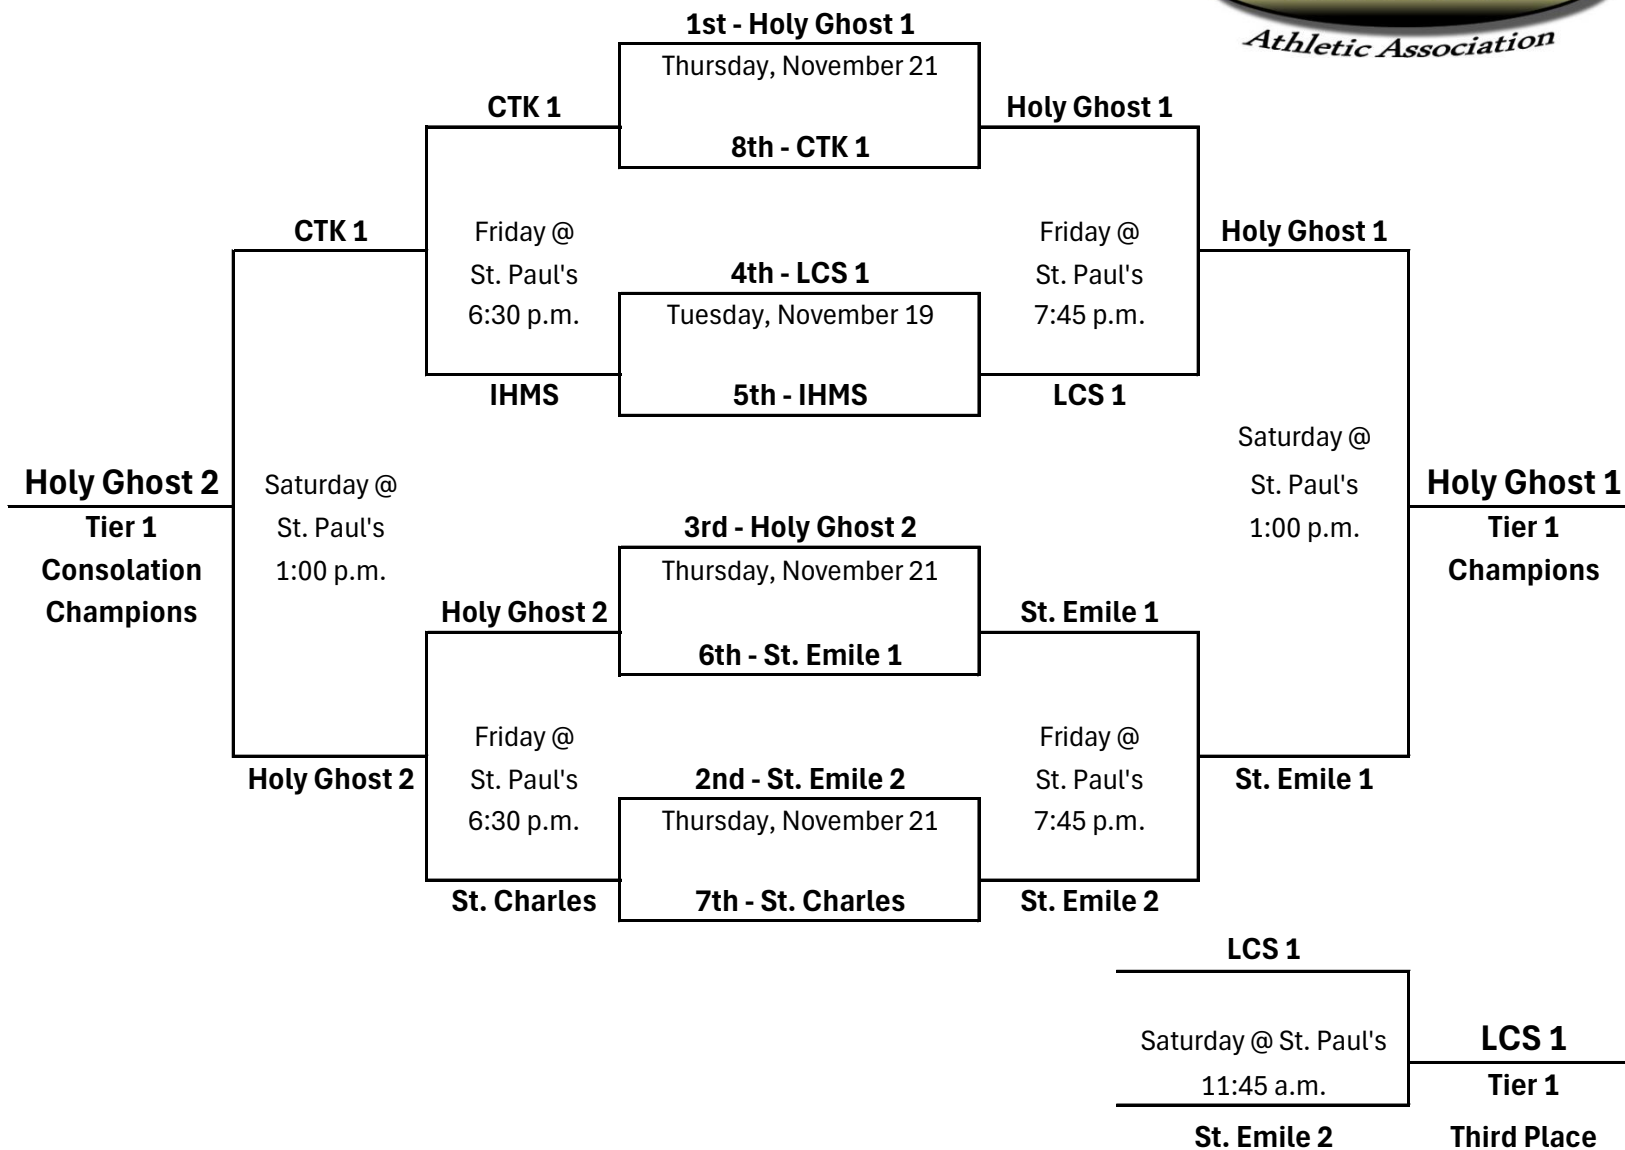 Athletic Association
1st - Holy Ghost 1
Thursday, November 21
CTK 1
Holy Ghost 1
8th - CTK 1
CTK 1
Friday @
St. Paul's
6:30 p.m.
4th - LCS 1
Tuesday, November 19
Friday @
St. Paul's
7:45 p.m.
Holy Ghost 1
IHMS
5th - IHMS
LCS 1
Holy Ghost 2
Tier 1
Consolation
Champions
Saturday @
St. Paul's
1:00 p.m.
Saturday @
St. Paul's
1:00 p.m.
Holy Ghost 1
Tier 1
Champions
3rd - Holy Ghost 2
Thursday, November 21
Holy Ghost 2
St. Emile 1
6th - St. Emile 1
Holy Ghost 2
Friday @
St. Paul's
6:30 p.m.
2nd - St. Emile 2
Thursday, November 21
Friday @
St. Paul's
7:45 p.m.
St. Emile 1
St. Charles
7th - St. Charles
St. Emile 2
LCS 1
Saturday @ St. Paul's
11:45 a.m.
St. Emile 2
LCS 1
Tier 1
Third Place